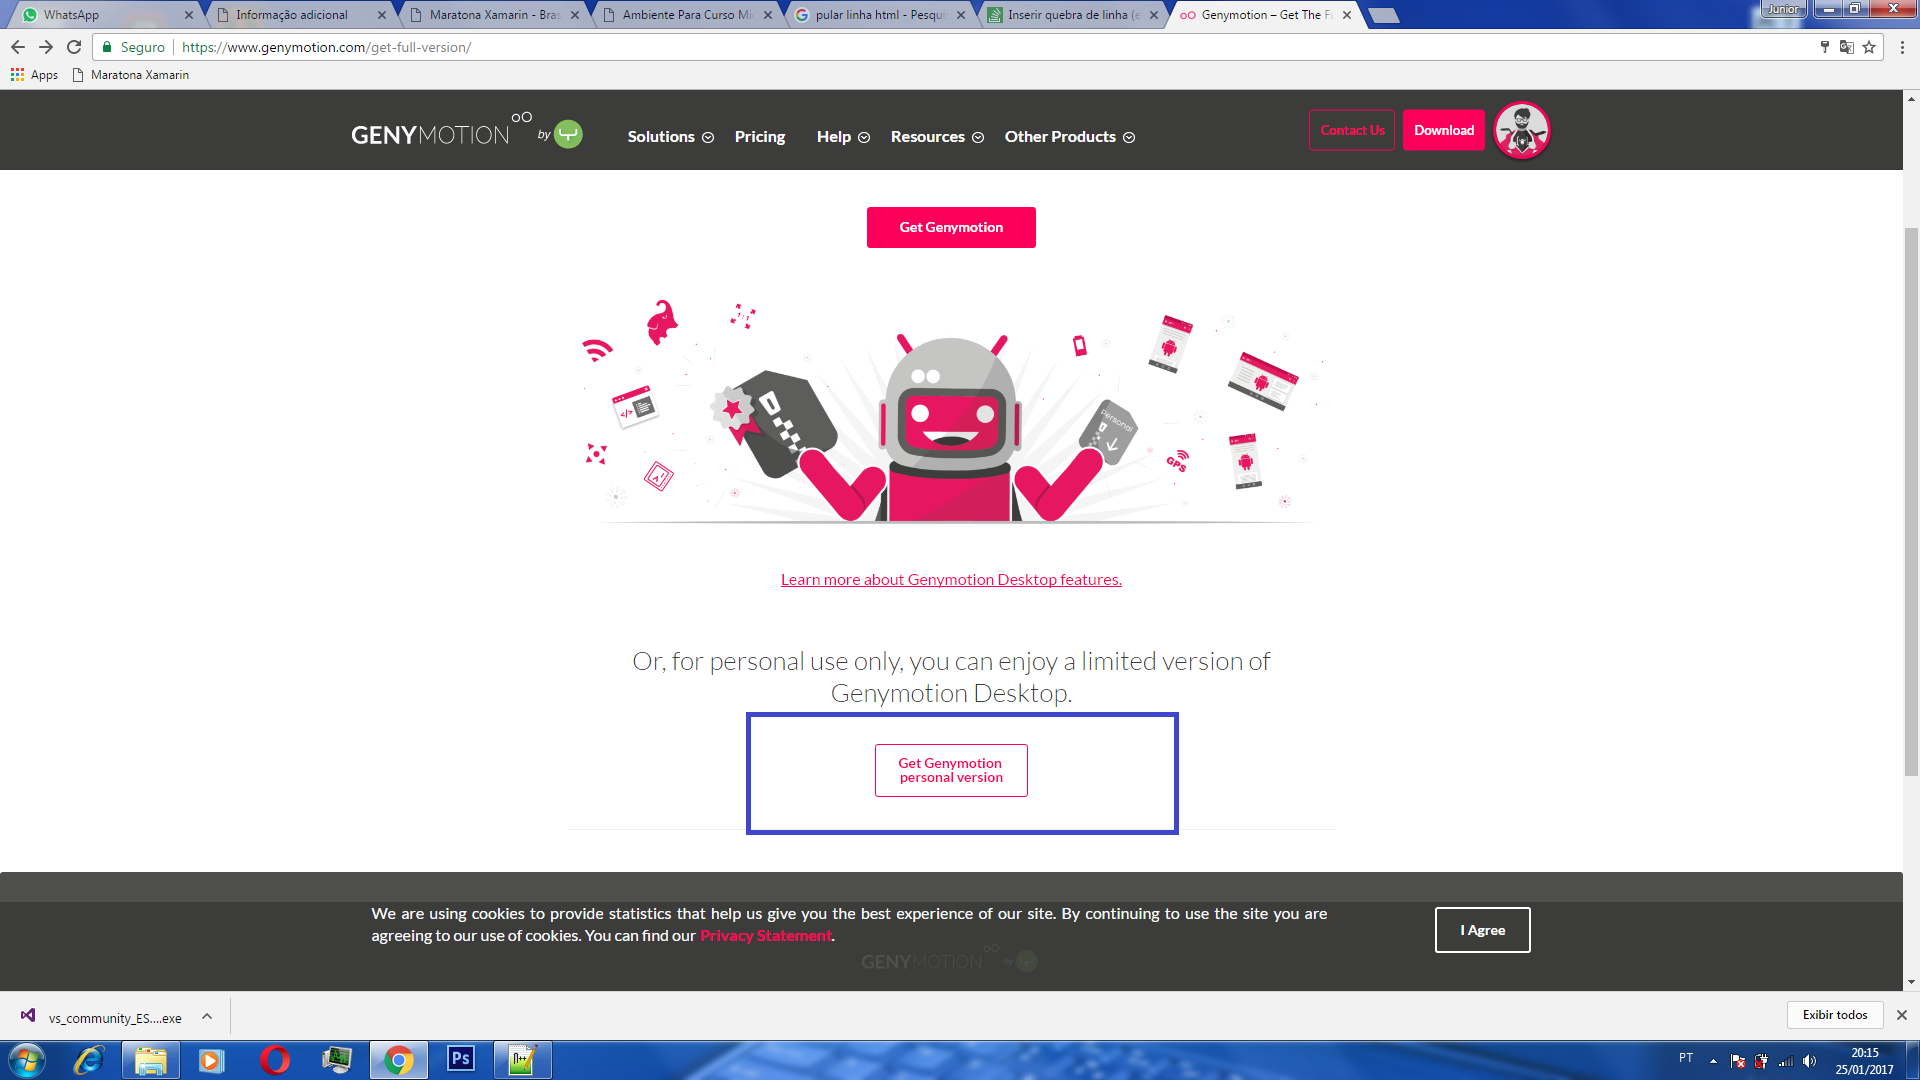 WhatsApp
Informação adicional
Maratona Xamarin - Bras
Ambiente Para Curso Mi
pular linha html - Pesqui
Inserir quebra de linha (e
Genymotion – Get The Fu
Junior
Seguro
https://www.genymotion.com/get-full-version/
Apps
Maratona Xamarin
GENYMOTION by
Solutions
Pricing
Help
Resources
Other Products
Contact Us
Download
Get Genymotion
1:1
Personal
GPS
Learn more about Genymotion Desktop features.
Or, for personal use only, you can enjoy a limited version of
Genymotion Desktop.
Get Genymotion
personal version
We are using cookies to provide statistics that help us give you the best experience of our site. By continuing to use the site you are
agreeing to our use of cookies. You can find our Privacy Statement.
I Agree
GENYMOTION by
vs_community_ES....exe
Exibir todos
Ps
PT
20:15
25/01/2017